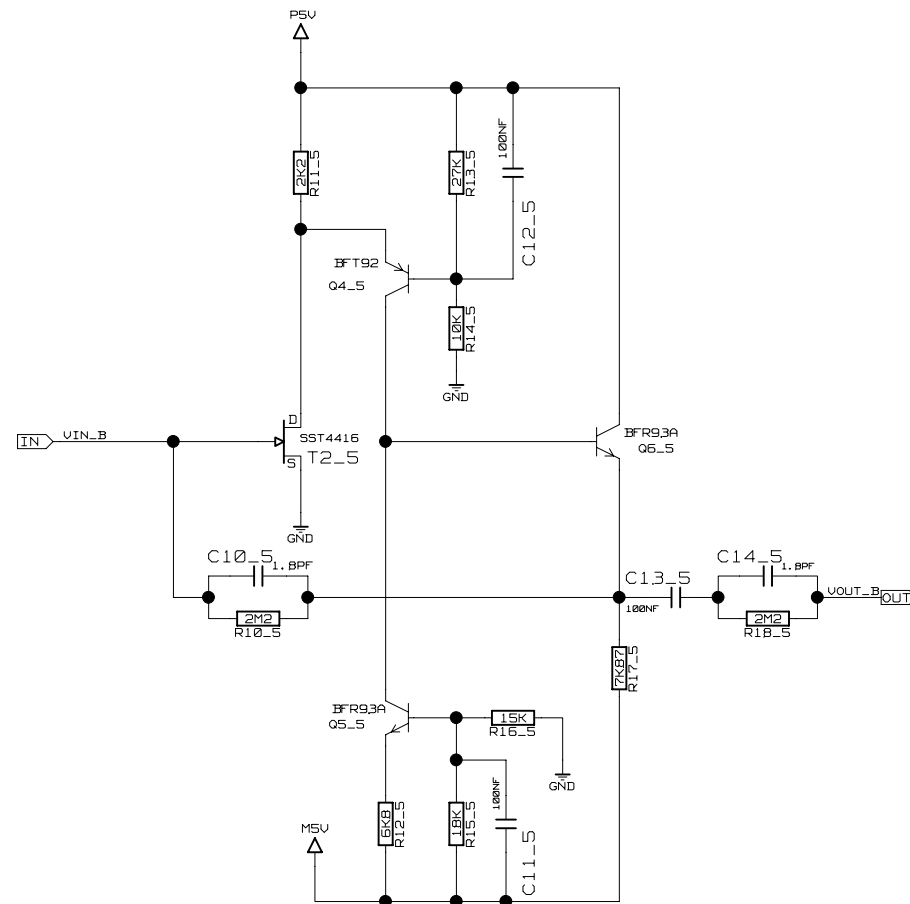 P5V
2K2
R11_5
27K
R13_5
100NF
C12_5
BFT92
Q4_5
10K
R14_5
GND
IN
VIN_B
D
SST4416
S
T2_5
BFR93A
Q6_5
GND
C10_5
1.8PF
2M2
R10_5
C13_5
100NF
C14_5
1.8PF
2M2
R18_5
VOUT_B
OUT
7K87
R17_5
BFR93A
Q5_5
15K
R16_5
GND
100NF
6K8
R12_5
18K
R15_5
C11_5
M5V